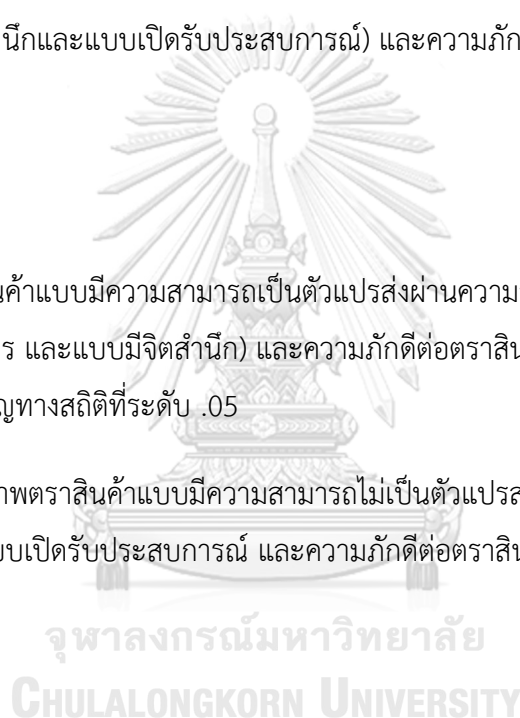 นึกและแบบเปิดรับประสบการณ์) และความภัก
นค้าแบบมีความสามารถเป็นตัวแปรส่งผ่านความ
ร และแบบมีจิตสำนึก) และความภักดีต่อตราสิน
ญทางสถิติที่ระดับ .05
าพตราสินค้าแบบมีความสามารถไม่เป็นตัวแปรส
บบเปิดรับประสบการณ์ และความภักดีต่อตราสิน
จุฬาลงกรณ์มหาวิทยาลัย
CHULALONGKORN UNIVERSITY